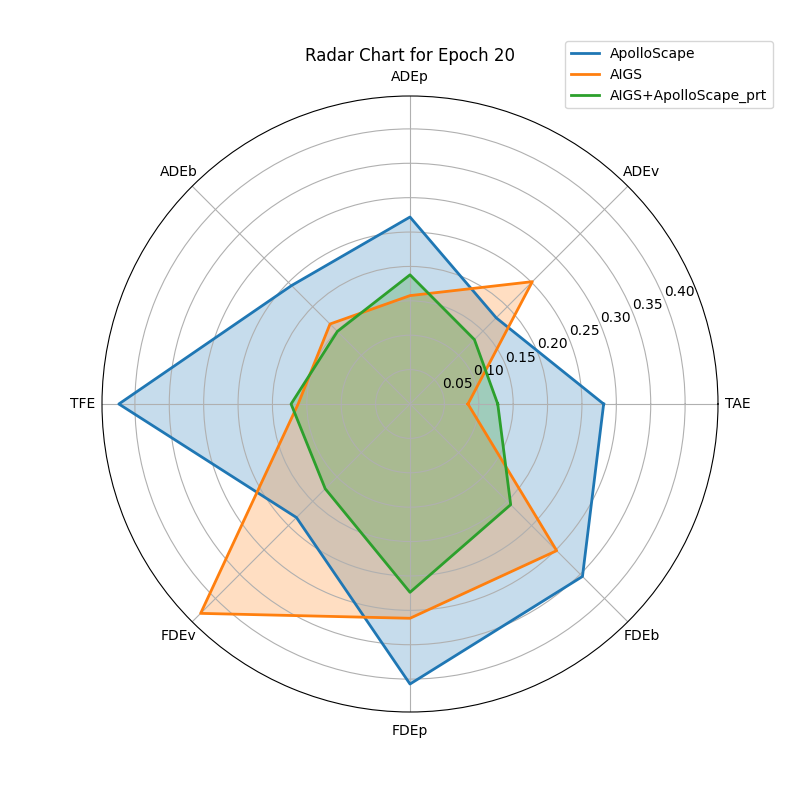 Radar Chart for Epoch 20
ApolloScape
AIGS
AIGS+ApolloScape_prt
ADEp
ADEb
ADEv
0.40
0.35
0.30
0.25
0.20
0.15
0.10
0.05
TFE
TAE
FDEv
FDEb
FDEp